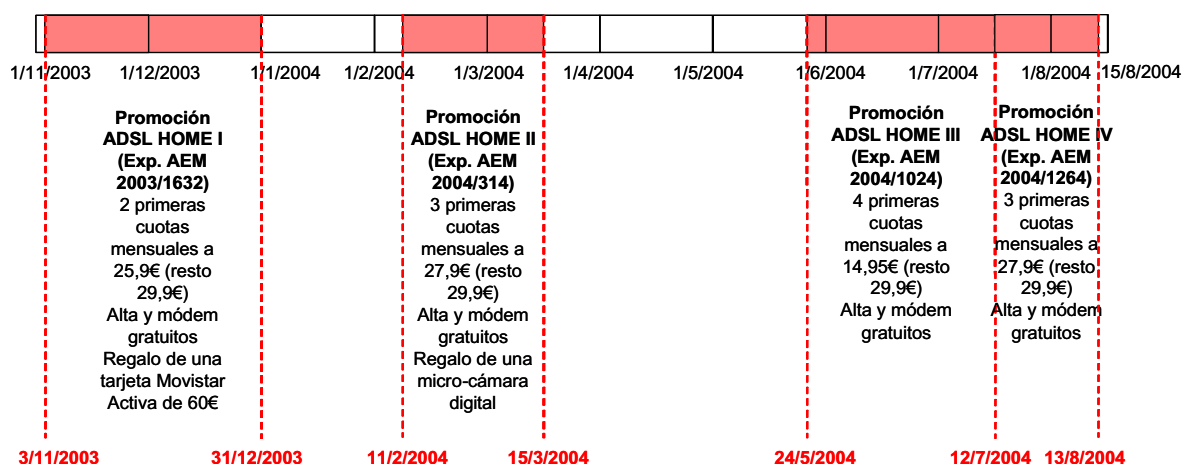 1/11/2003
1/12/2003
1/1/2004
1/2/2004
1/3/2004
1/4/2004
1/5/2004
1/6/2004
1/7/2004
1/8/2004
15/8/2004
Promoción
ADSL HOME I
(Exp. AEM
2003/1632)
2 primeras
cuotas
mensuales a
25,9€ (resto
29,9€)
Alta y módem
gratuitos
Regalo de una
tarjeta Movistar
Activa de 60€
Promoción
ADSL HOME II
(Exp. AEM
2004/314)
3 primeras
cuotas
mensuales a
27,9€ (resto
29,9€)
Alta y módem
gratuitos
Regalo de una
micro-cámara
digital
Promoción
ADSL HOME III
(Exp. AEM
2004/1024)
4 primeras
cuotas
mensuales a
14,95€ (resto
29,9€)
Alta y módem
gratuitos
Promoción
ADSL HOME IV
(Exp. AEM
2004/1264)
3 primeras
cuotas
mensuales a
27,9€ (resto
29,9€)
Alta y módem
gratuitos
3/11/2003
31/12/2003
11/2/2004
15/3/2004
24/5/2004
12/7/2004
13/8/2004